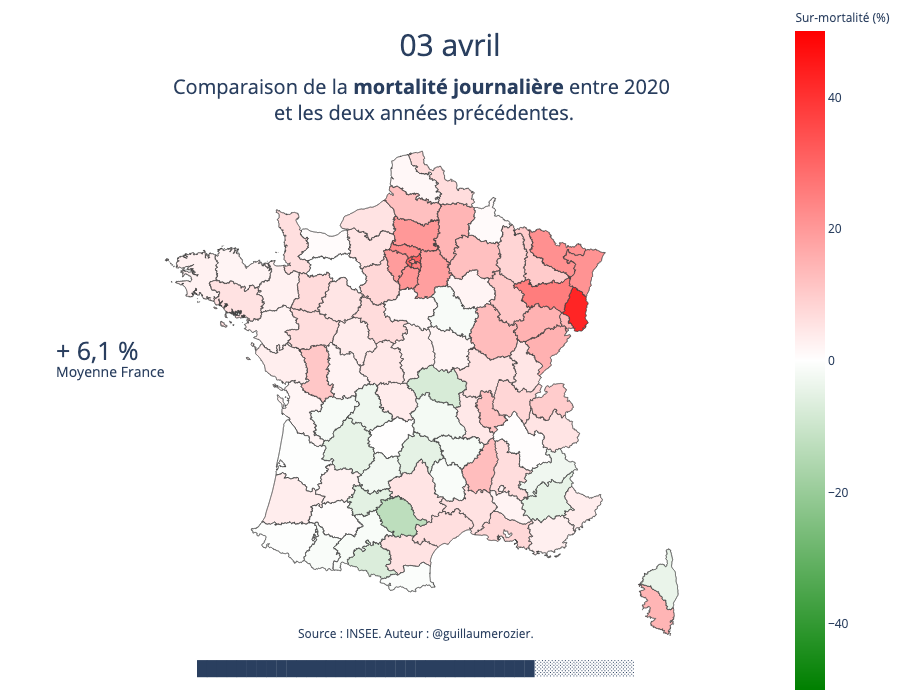 Sur-mortalité (%)
03 avril
Comparaison de la mortalité journalière entre 2020
et les deux années précédentes.
40
20
0
−20
−40
+ 6,1 %
Moyenne France
Source : INSEE. Auteur : @guillaumerozier.